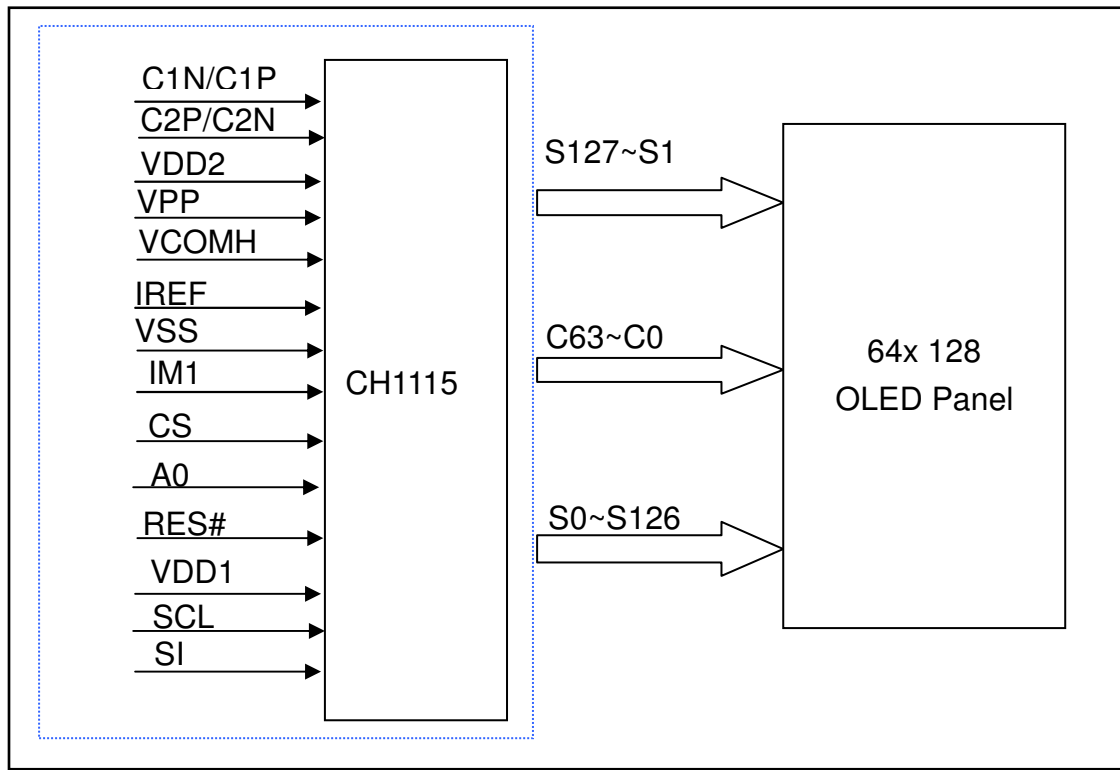 C1N/C1P
C2P/C2N
VDD2
VPP
VCOMH
IREF
VSS
IM1
CS
A0
RES#
VDD1
SCL
SI
CH1115
S127~S1
C63~C0
S0~S126
64x 128
OLED Panel